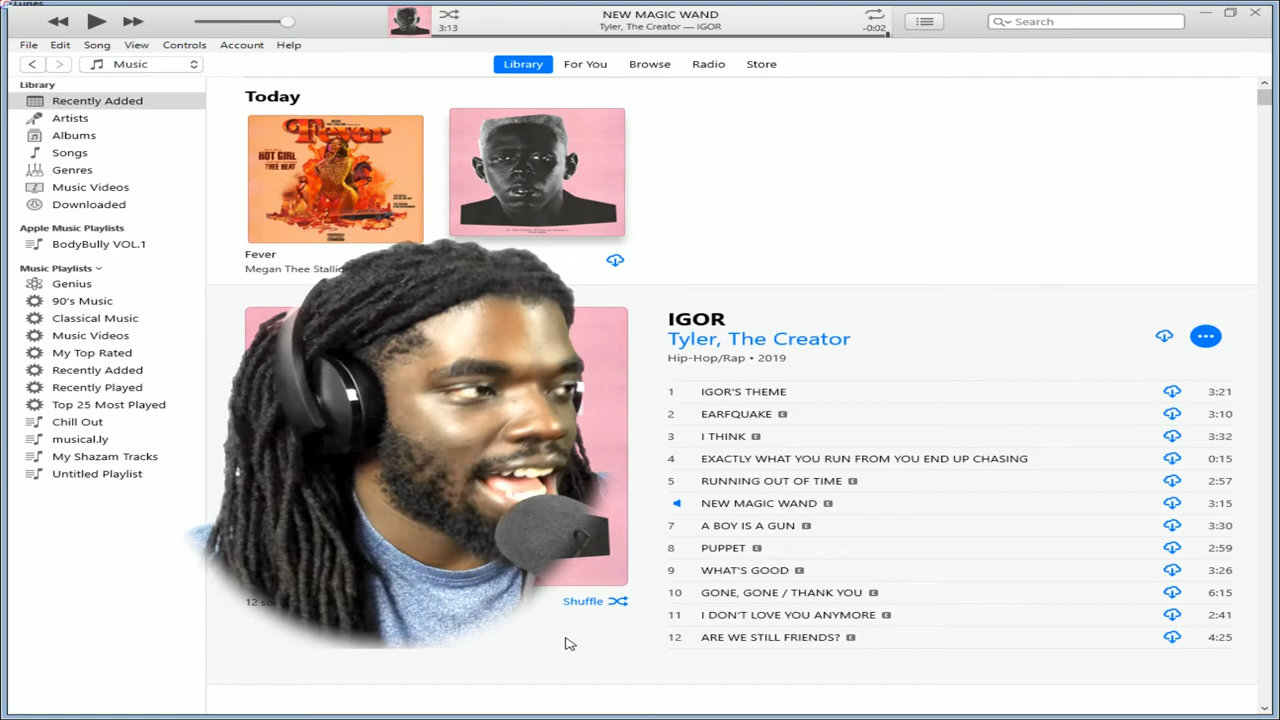 iTunes
NEW MAGIC WAND
3:13
Tyler, The Creator — IGOR
-0:02
Search
File Edit Song View Controls Account Help
Music
Library For You Browse Radio Store
Library
Recently Added
Artists
Albums
Songs
Genres
Music Videos
Downloaded
Apple Music Playlists
BodyBully VOL.1
Music Playlists
Genius
90's Music
Classical Music
Music Videos
My Top Rated
Recently Added
Recently Played
Top 25 Most Played
Chill Out
musical.ly
My Shazam Tracks
Untitled Playlist
Today
Fever
HOT GIRL
THEE HEAT
Fever
Megan Thee Stallion
IGOR
Tyler, The Creator
Hip-Hop/Rap • 2019
1 IGOR'S THEME 3:21
2 EARFQUAKE E 3:10
3 I THINK E 3:32
4 EXACTLY WHAT YOU RUN FROM YOU END UP CHASING 0:15
5 RUNNING OUT OF TIME E 2:57
NEW MAGIC WAND E 3:15
7 A BOY IS A GUN E 3:30
8 PUPPET E 2:59
9 WHAT'S GOOD E 3:26
10 GONE, GONE / THANK YOU E 6:15
11 I DON'T LOVE YOU ANYMORE E 2:41
12 ARE WE STILL FRIENDS? E 4:25
12 so
Shuffle